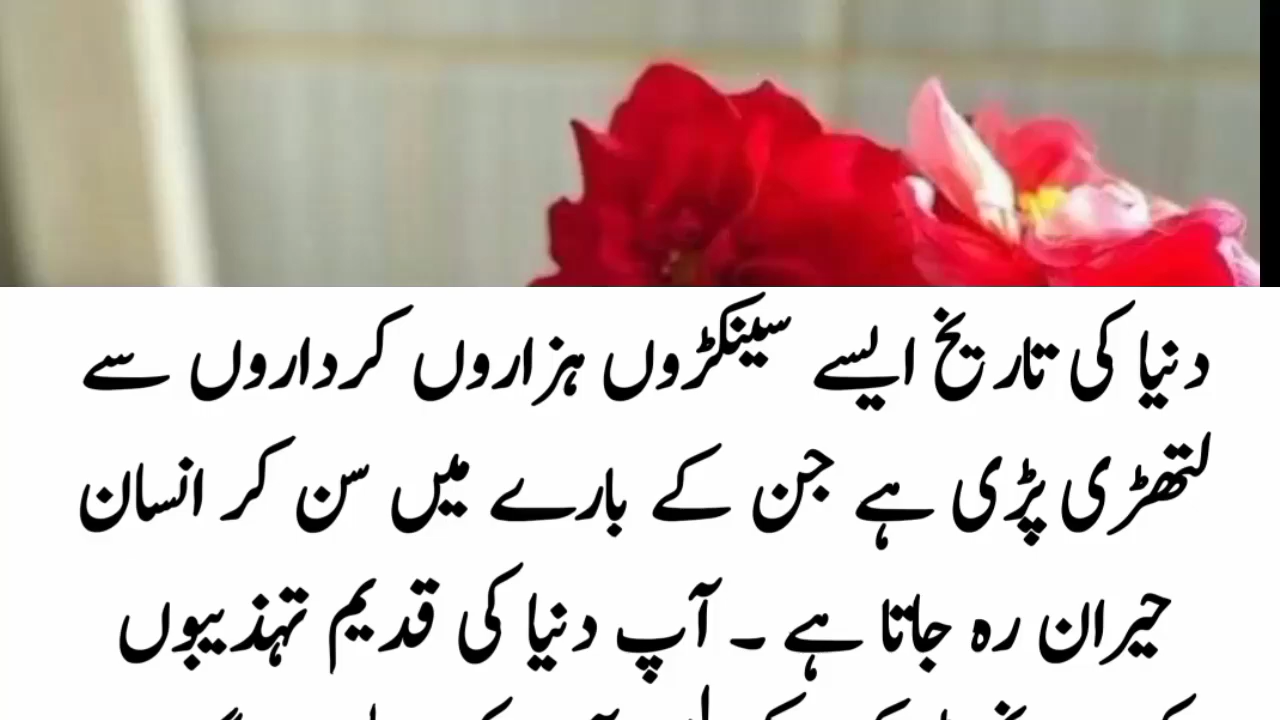 دنیا کی تاریخ ایسے سینکڑوں ہزاروں کرداروں سے
لتھڑی پڑی ہے جن کے بارے میں سن کر انسان
حیران رہ جاتا ہے ۔ آپ دنیا کی قدیم تہذیبوں